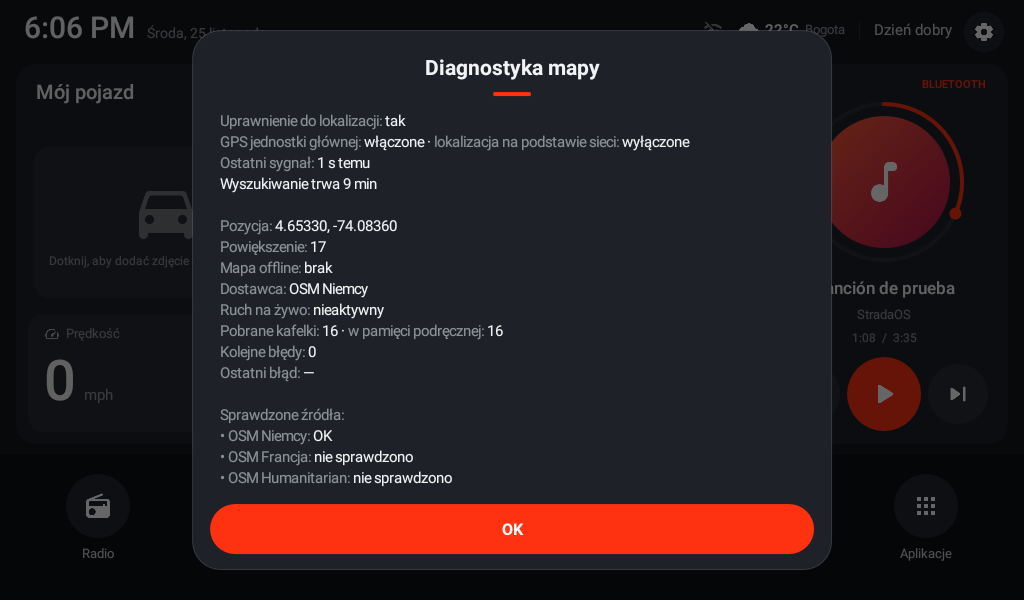 6:06 PM
Środa, 25
22°C Bogota
Dzień dobry
Mój pojazd
BLUETOOTH
Diagnostyka mapy
Uprawnienie do lokalizacji: tak
GPS jednostki głównej: włączone · lokalizacja na podstawie sieci: wyłączone
Ostatni sygnał: 1 s temu
Wyszukiwanie trwa 9 min
Pozycja: 4.65330, -74.08360
Powiększenie: 17
Mapa offline: brak
Dostawca: OSM Niemcy
Ruch na żywo: nieaktywny
Pobrane kafelki: 16 · w pamięci podręcznej: 16
Kolejne błędy: 0
Ostatni błąd: —
Sprawdzone źródła:
• OSM Niemcy: OK
• OSM Francja: nie sprawdzono
• OSM Humanitarian: nie sprawdzono
OK
Dotknij, aby dodać zdjęcie
Prędkość
0 mph
de prueba
StradaOS
1:08 / 3:35
Radio
Aplikacje